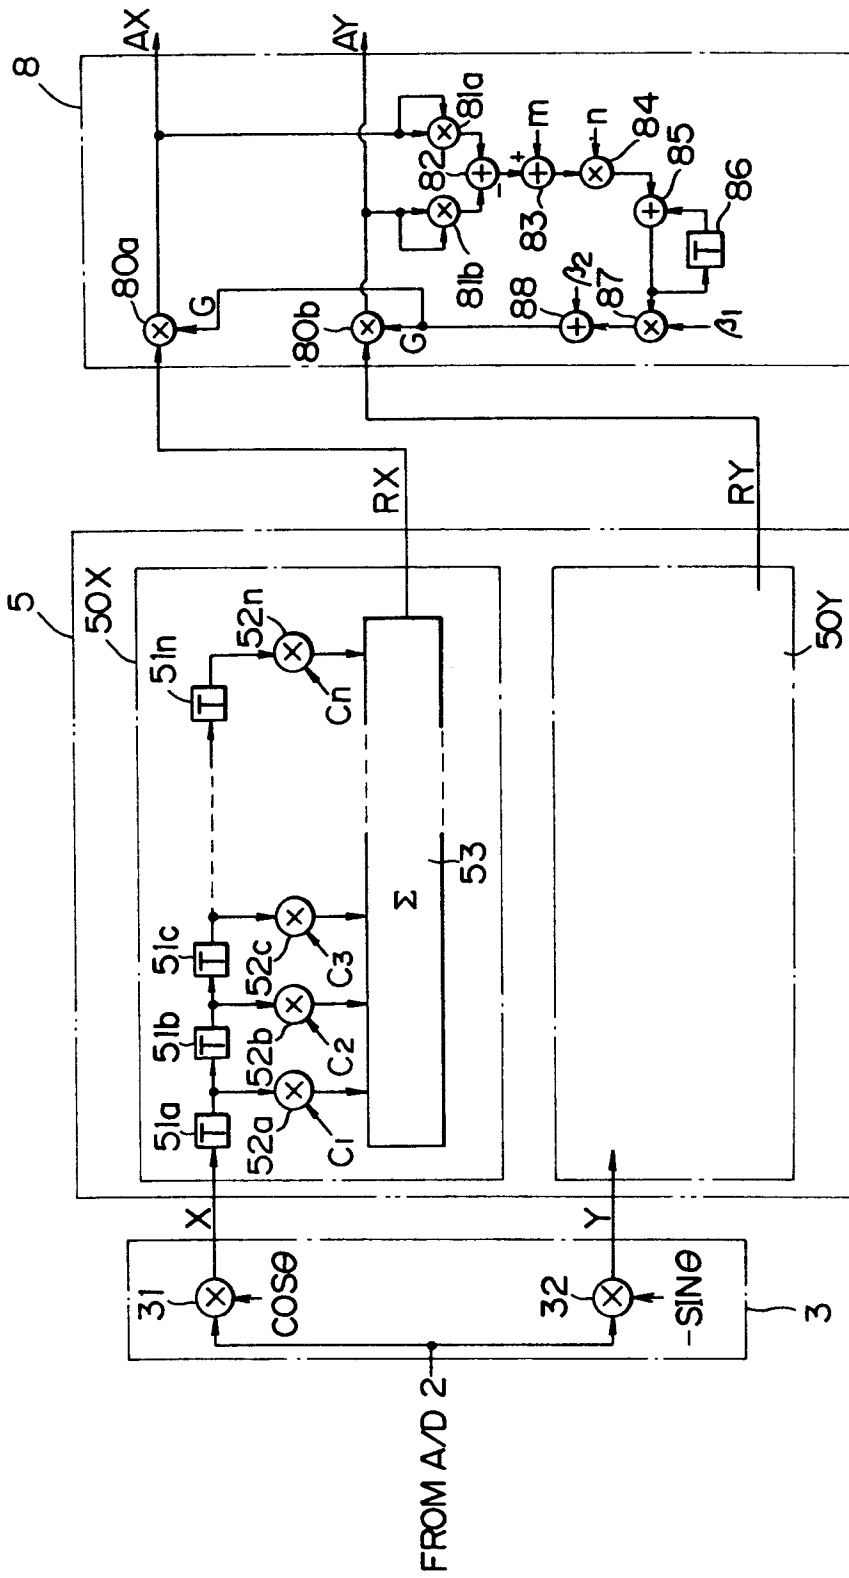 FROM A/D 2
3
31
COSθ
32
-SINθ
X
Y
5
50X
51a
T
51b
T
51c
T
51n
T
52a
C1
52b
C2
52c
C3
52n
Cn
Σ
53
50Y
RX
RY
8
80a
G
80b
G
AX
AY
81a
81b
82
-
+
m
83
n
84
85
T
86
87
β1
88
β2